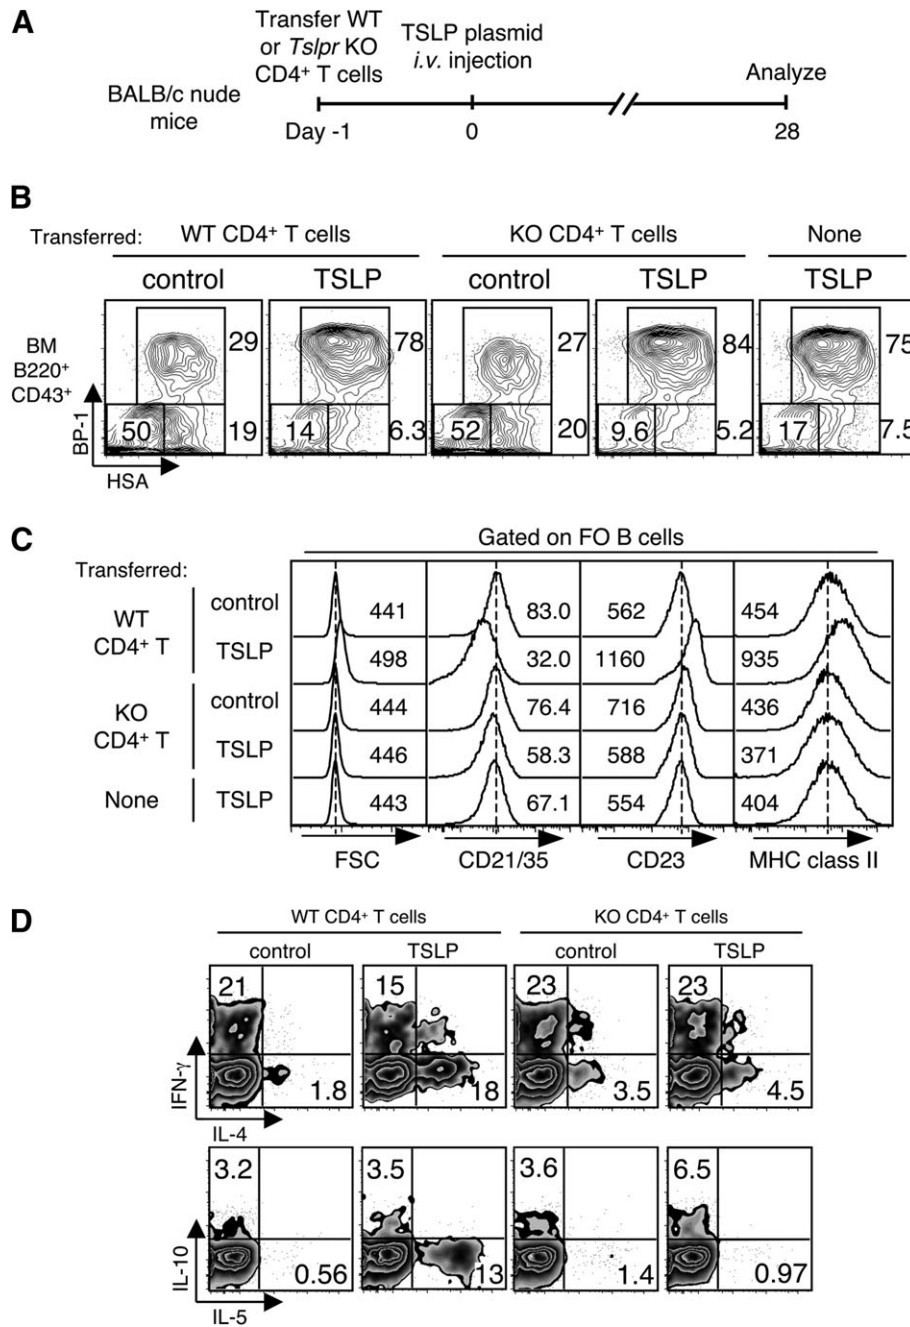 A
Transfer WT
or Tslpr KO
CD4+ T cells
TSLP plasmid
i.v. injection
Analyze
BALB/c nude
mice
Day -1
0
28
B
Transferred:
WT CD4+ T cells
KO CD4+ T cells
None
control
TSLP
control
TSLP
TSLP
BM
B220+
CD43+
29
78
27
84
75
50
19
14
6.3
52
20
9.6
5.2
17
7.5
BP-1
HSA
C
Gated on FO B cells
Transferred:
WT
CD4+ T
control
441
83.0
562
454
TSLP
498
32.0
1160
935
KO
CD4+ T
control
444
76.4
716
436
TSLP
446
58.3
588
371
None
TSLP
443
67.1
554
404
FSC
CD21/35
CD23
MHC class II
D
WT CD4+ T cells
KO CD4+ T cells
control
TSLP
control
TSLP
21
15
23
23
1.8
18
3.5
4.5
IFN-γ
IL-4
3.2
3.5
3.6
6.5
0.56
13
1.4
0.97
IL-10
IL-5